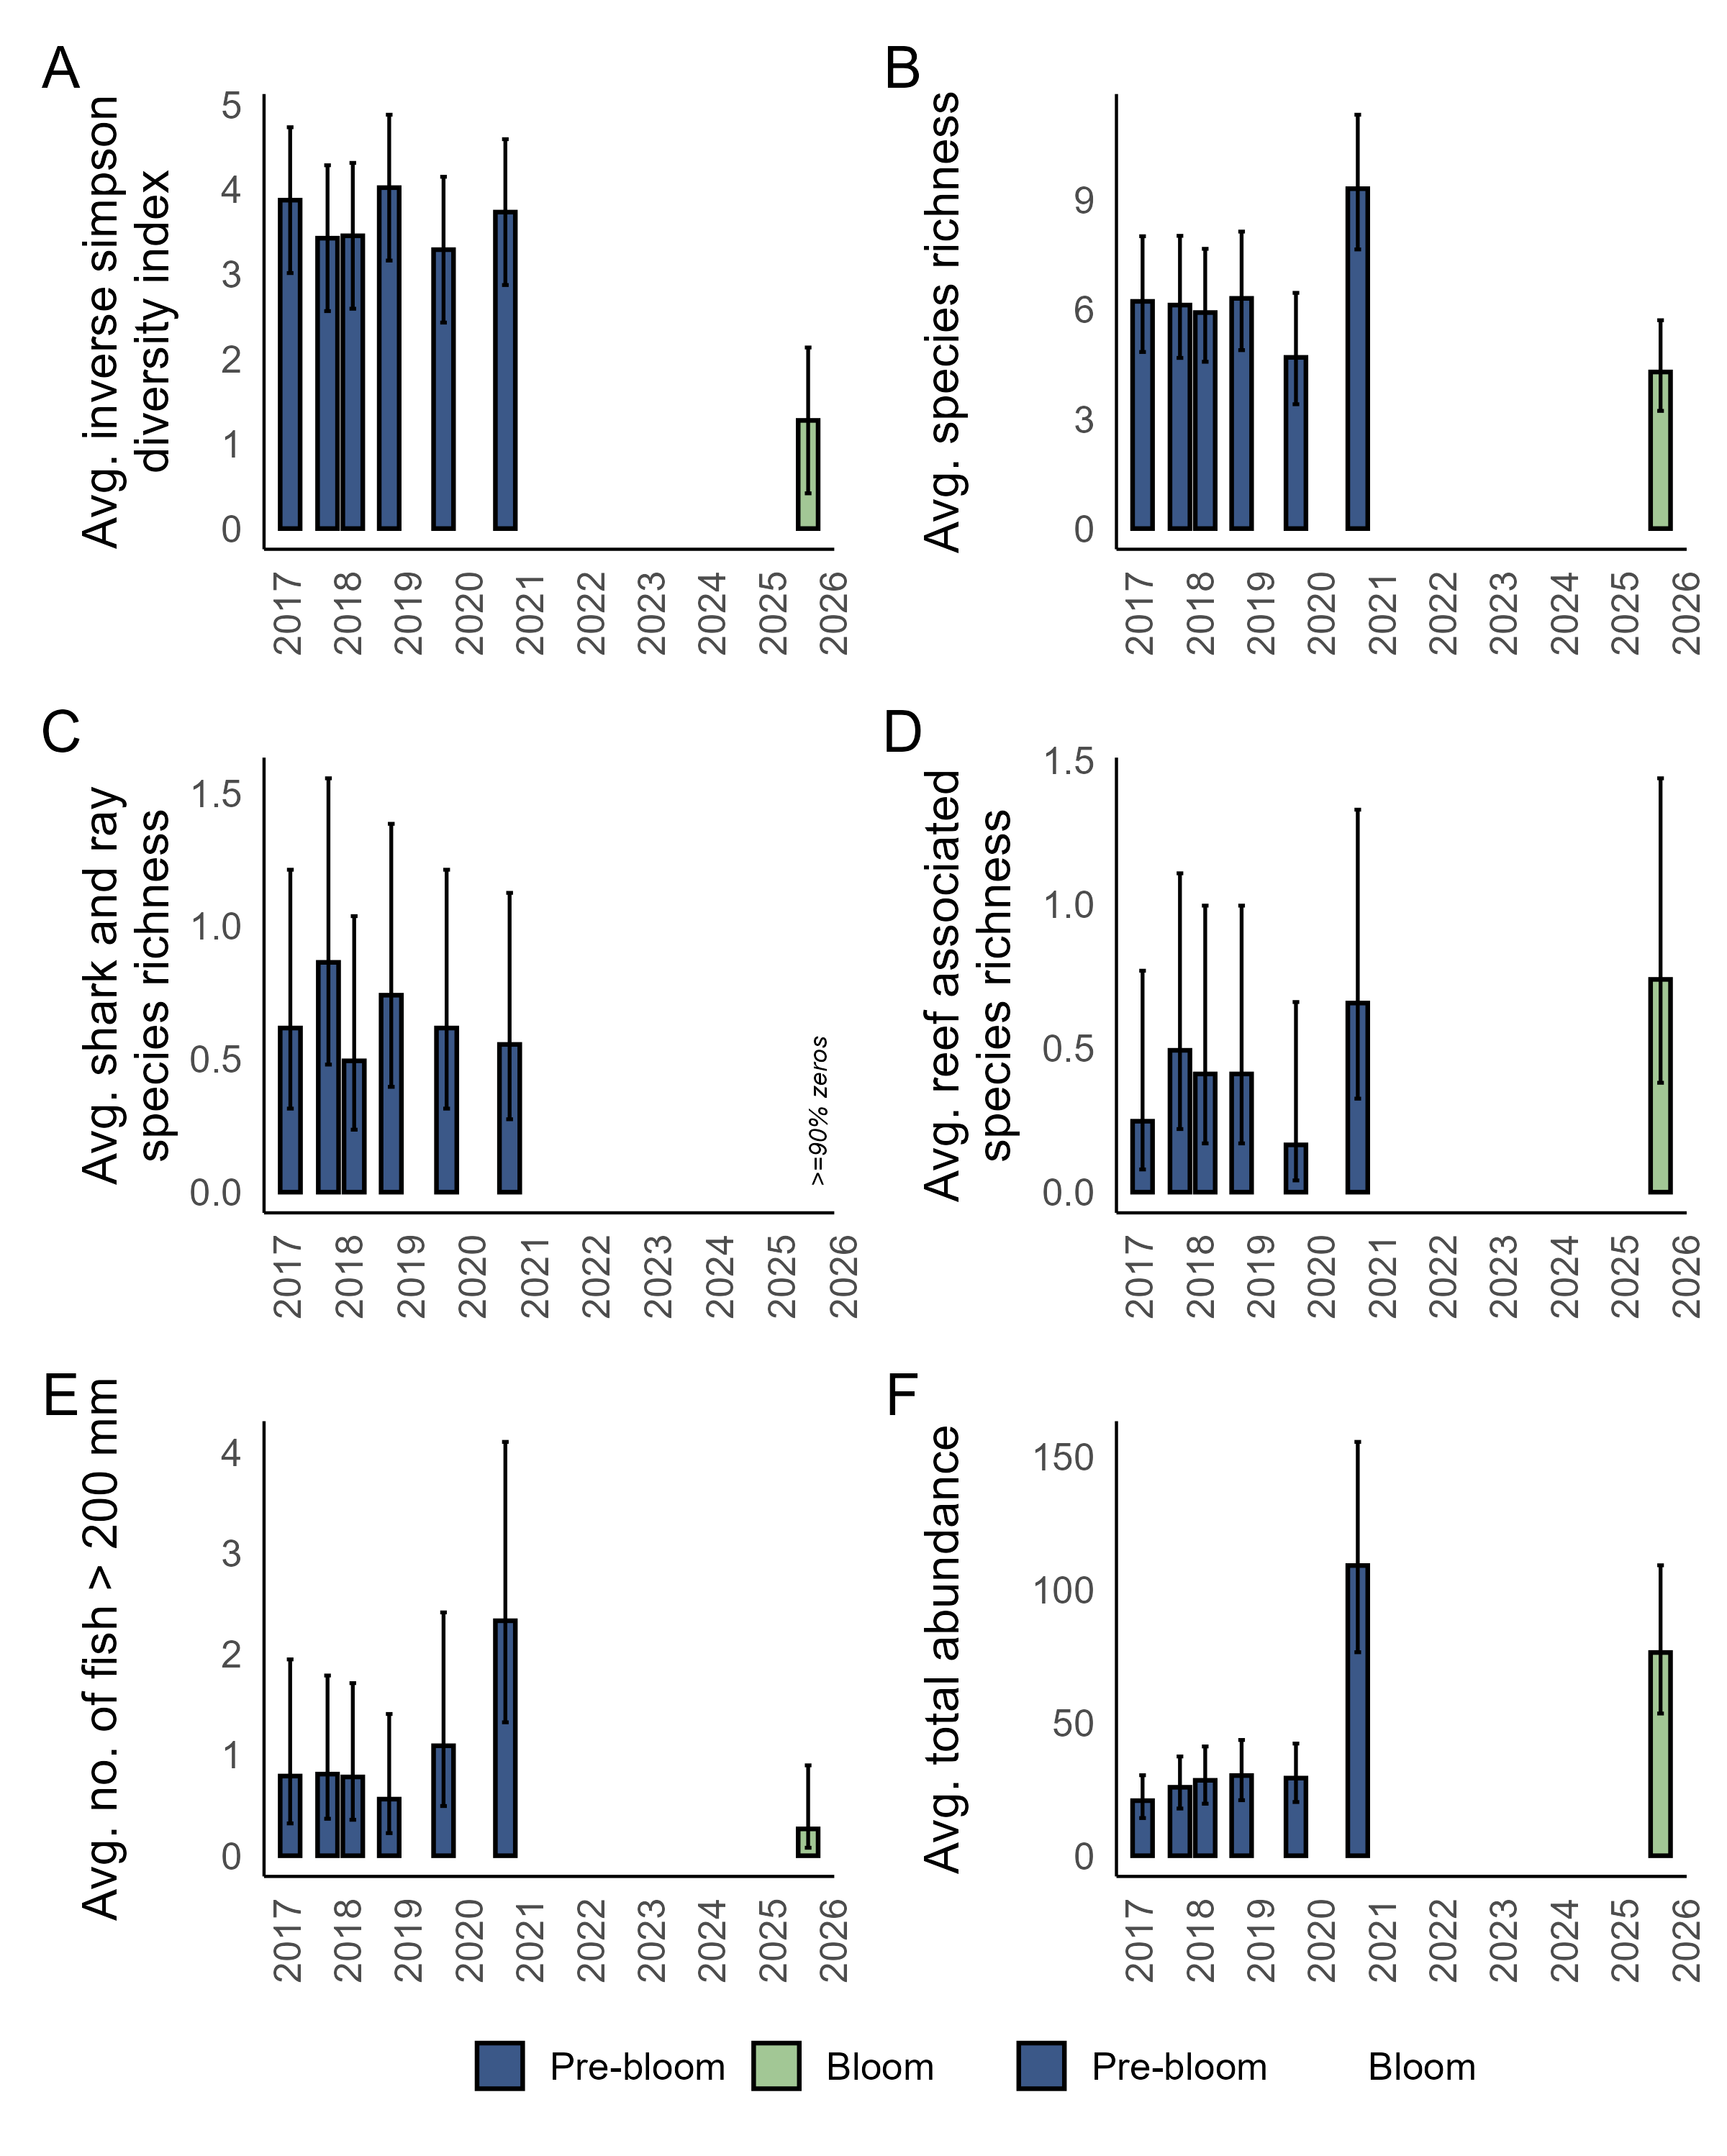 A
Avg. inverse simpson
diversity index
5
4
3
2
1
0
2017 2018 2019 2020 2021 2022 2023 2024 2025 2026
B
Avg. species richness
9
6
3
0
2017 2018 2019 2020 2021 2022 2023 2024 2025 2026
C
Avg. shark and ray
species richness
1.5
1.0
0.5
0.0
>=90% zeros
2017 2018 2019 2020 2021 2022 2023 2024 2025 2026
D
Avg. reef associated
species richness
1.5
1.0
0.5
0.0
2017 2018 2019 2020 2021 2022 2023 2024 2025 2026
E
Avg. no. of fish > 200 mm
4
3
2
1
0
2017 2018 2019 2020 2021 2022 2023 2024 2025 2026
F
Avg. total abundance
150
100
50
0
2017 2018 2019 2020 2021 2022 2023 2024 2025 2026
Pre-bloom Bloom Pre-bloom Bloom